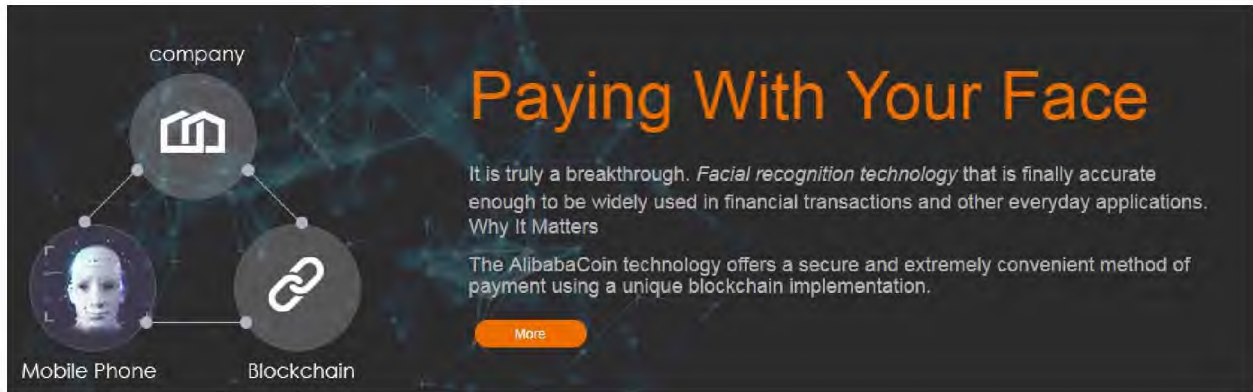 company
Mobile Phone
Blockchain
Paying With Your Face
It is truly a breakthrough. Facial recognition technology that is finally accurate
enough to be widely used in financial transactions and other everyday applications.
Why It Matters
The AlibabaCoin technology offers a secure and extremely convenient method of
payment using a unique blockchain implementation.
More